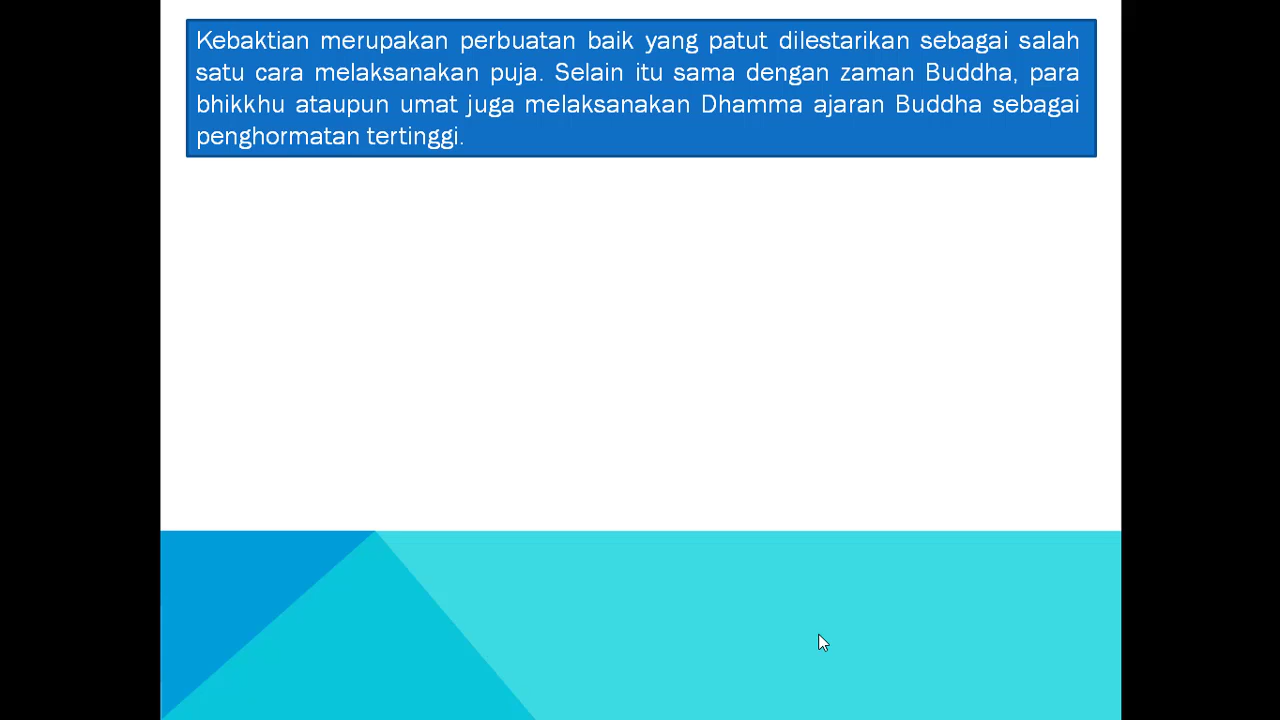 Kebaktian merupakan perbuatan baik yang patut dilestarikan sebagai salah
satu cara melaksanakan puja. Selain itu sama dengan zaman Buddha, para
bhikkhu ataupun umat juga melaksanakan Dhamma ajaran Buddha sebagai
penghormatan tertinggi.